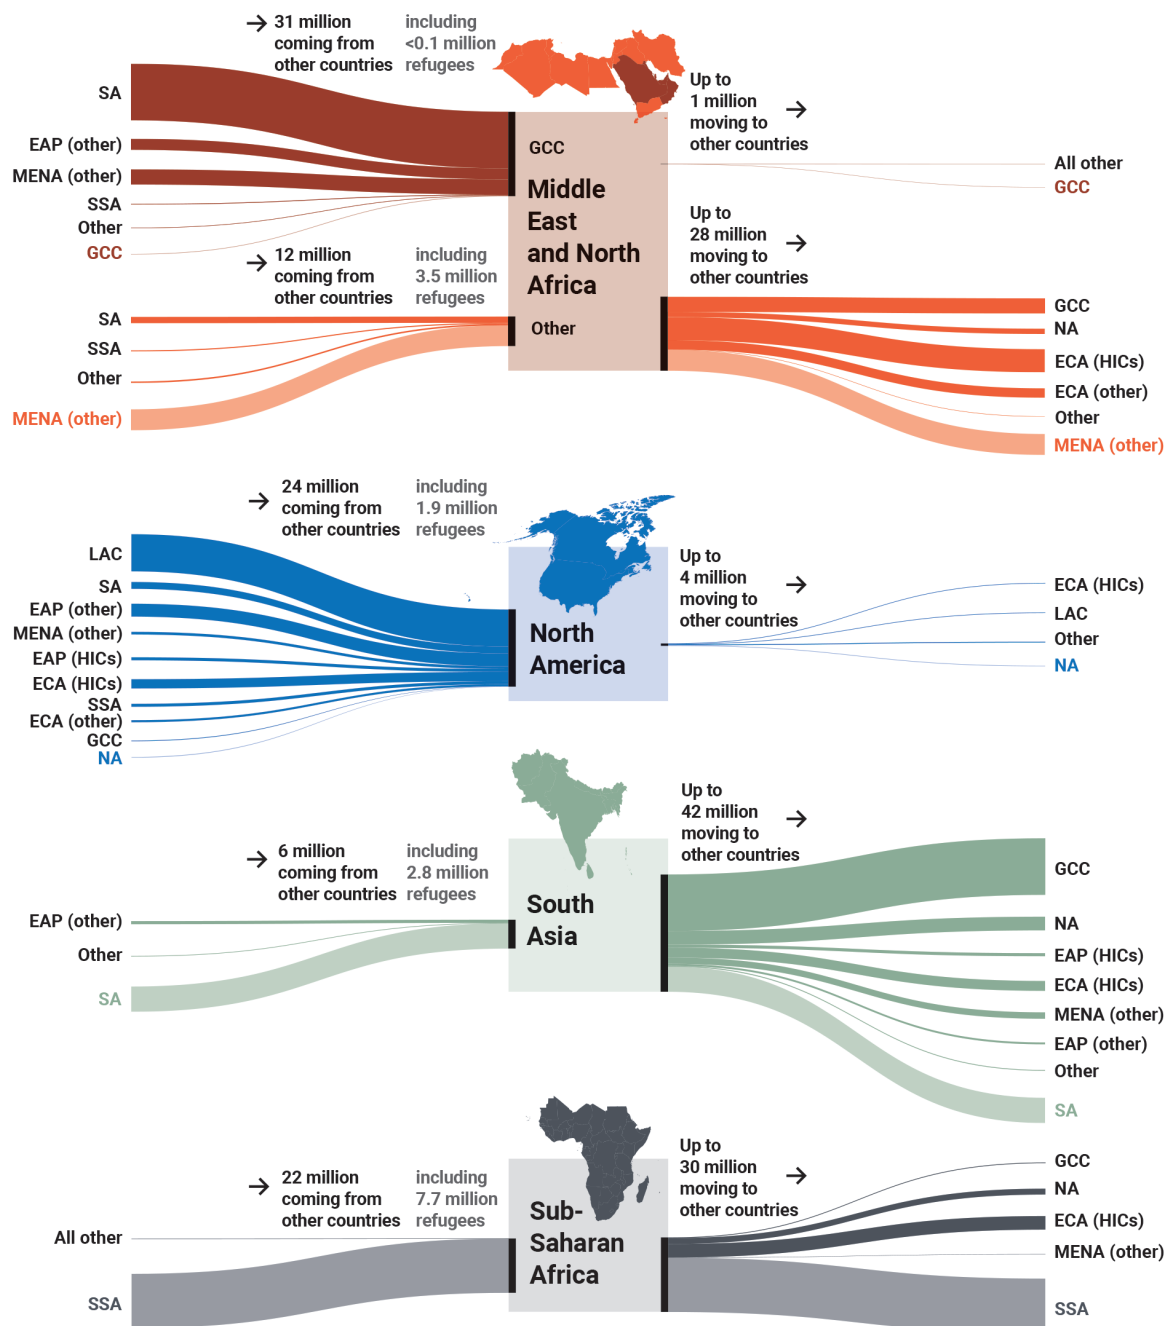 31 million
coming from
other countries
including
<0.1 million
refugees
SA
EAP (other)
MENA (other)
SSA
Other
GCC
GCC
Middle
East
and North
Africa
Up to
1 million
moving to
other countries
All other
GCC
12 million
coming from
other countries
including
3.5 million
refugees
SA
SSA
Other
MENA (other)
Other
Up to
28 million
moving to
other countries
GCC
NA
ECA (HICs)
ECA (other)
Other
MENA (other)
24 million
coming from
other countries
including
1.9 million
refugees
LAC
SA
EAP (other)
MENA (other)
EAP (HICs)
ECA (HICs)
SSA
ECA (other)
GCC
NA
North
America
Up to
4 million
moving to
other countries
ECA (HICs)
LAC
Other
NA
6 million
coming from
other countries
including
2.8 million
refugees
EAP (other)
Other
SA
South
Asia
Up to
42 million
moving to
other countries
GCC
NA
EAP (HICs)
ECA (HICs)
MENA (other)
EAP (other)
Other
SA
22 million
coming from
other countries
including
7.7 million
refugees
All other
SSA
Sub-
Saharan
Africa
Up to
30 million
moving to
other countries
GCC
NA
ECA (HICs)
MENA (other)
SSA